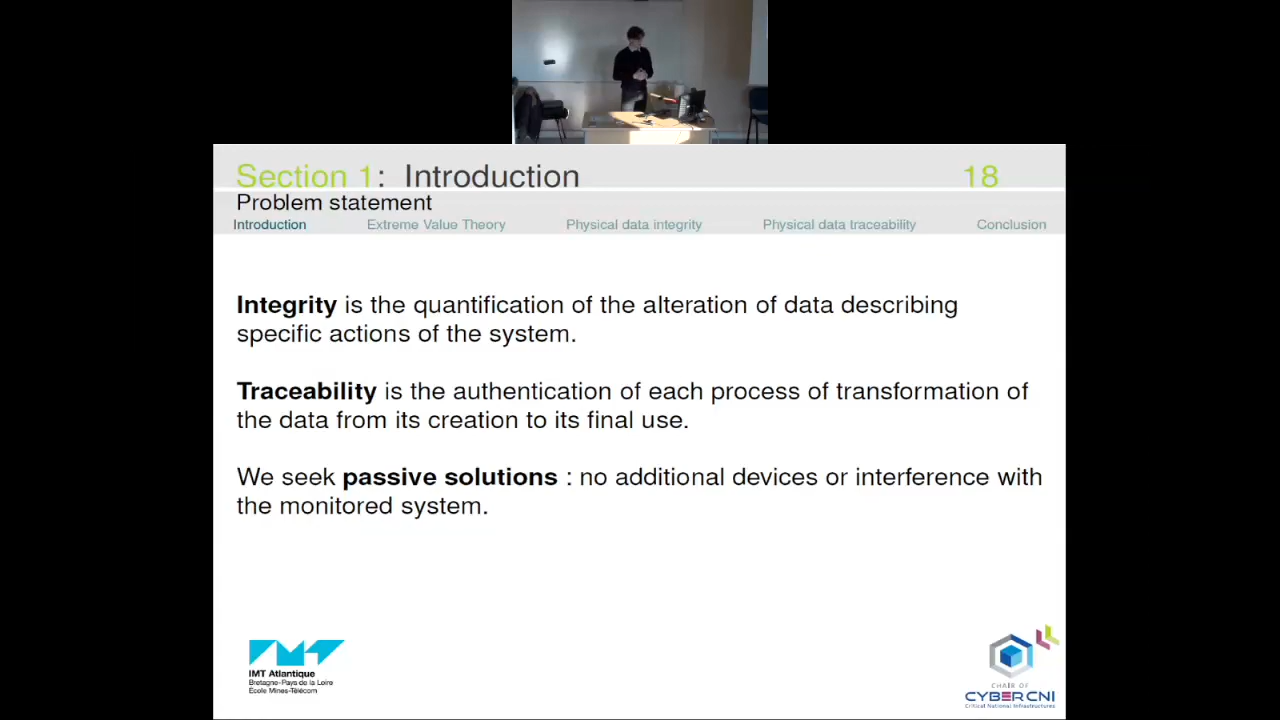 Section 1: Introduction 18
Problem statement
Introduction Extreme Value Theory Physical data integrity Physical data traceability Conclusion
Integrity is the quantification of the alteration of data describing
specific actions of the system.
Traceability is the authentication of each process of transformation of
the data from its creation to its final use.
We seek passive solutions : no additional devices or interference with
the monitored system.
IMT Atlantique
Bretagne-Pays de la Loire
École Mines-Télécom
CHAIR OF
CYBERCNI
Critical National Infrastructures